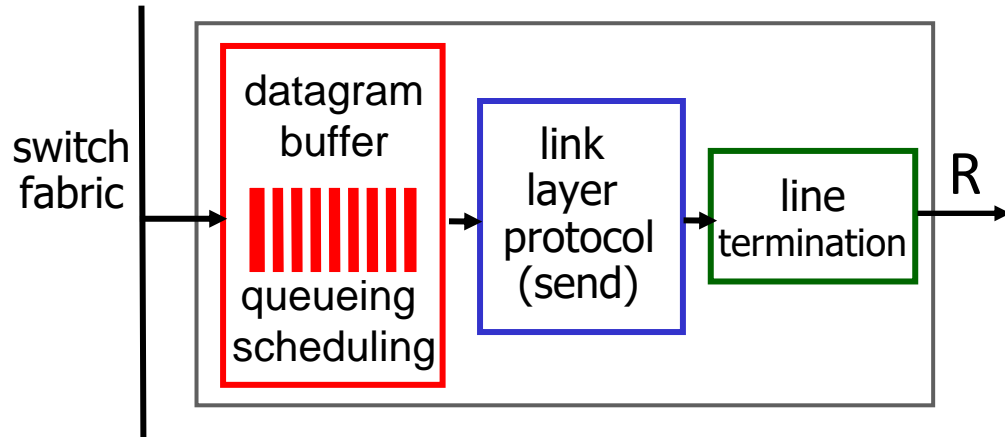 switch
fabric
datagram
buffer
queueing
scheduling
link
layer
protocol
(send)
line
termination
R